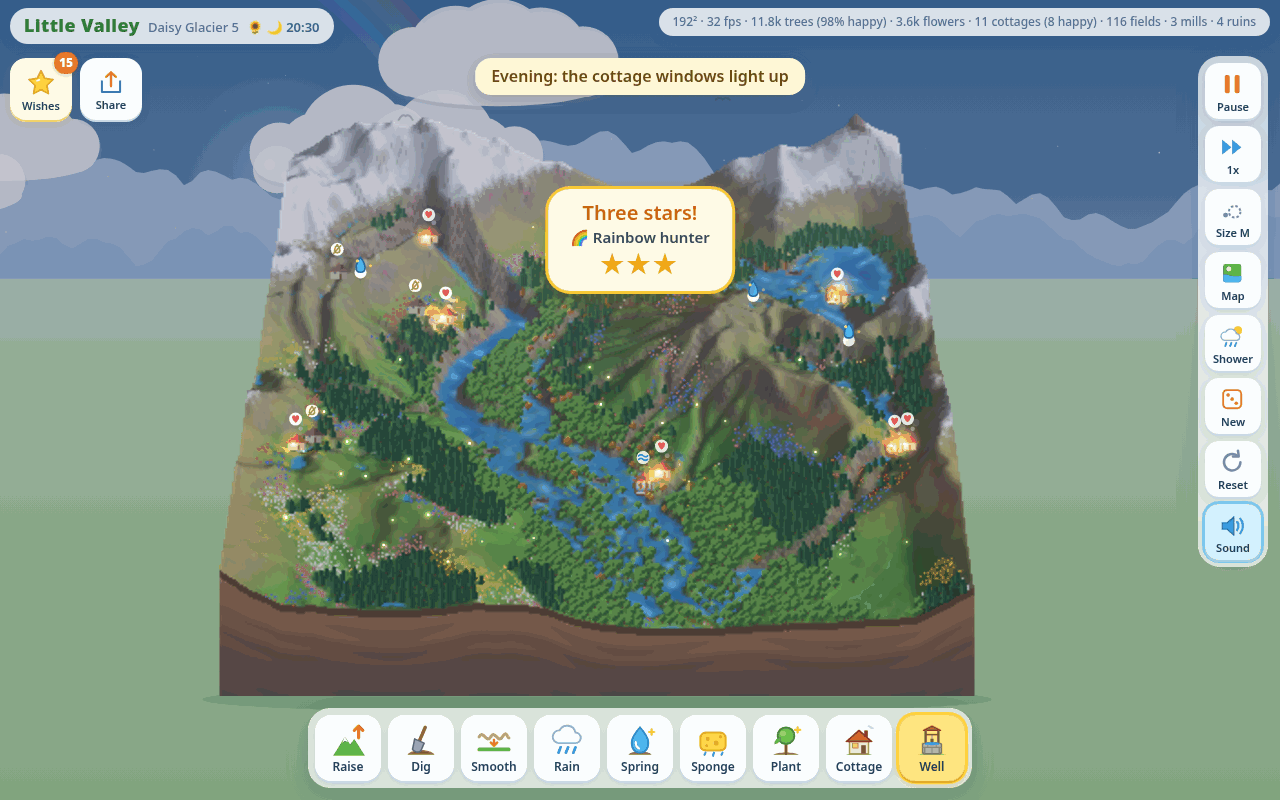 Little Valley Daisy Glacier 5 20:30
192² · 32 fps · 11.8k trees (98% happy) · 3.6k flowers · 11 cottages (8 happy) · 116 fields · 3 mills · 4 ruins
15
Wishes
Share
Evening: the cottage windows light up
Three stars!
Rainbow hunter
Pause
1x
Size M
Map
Shower
New
Reset
Sound
Raise
Dig
Smooth
Rain
Spring
Sponge
Plant
Cottage
Well